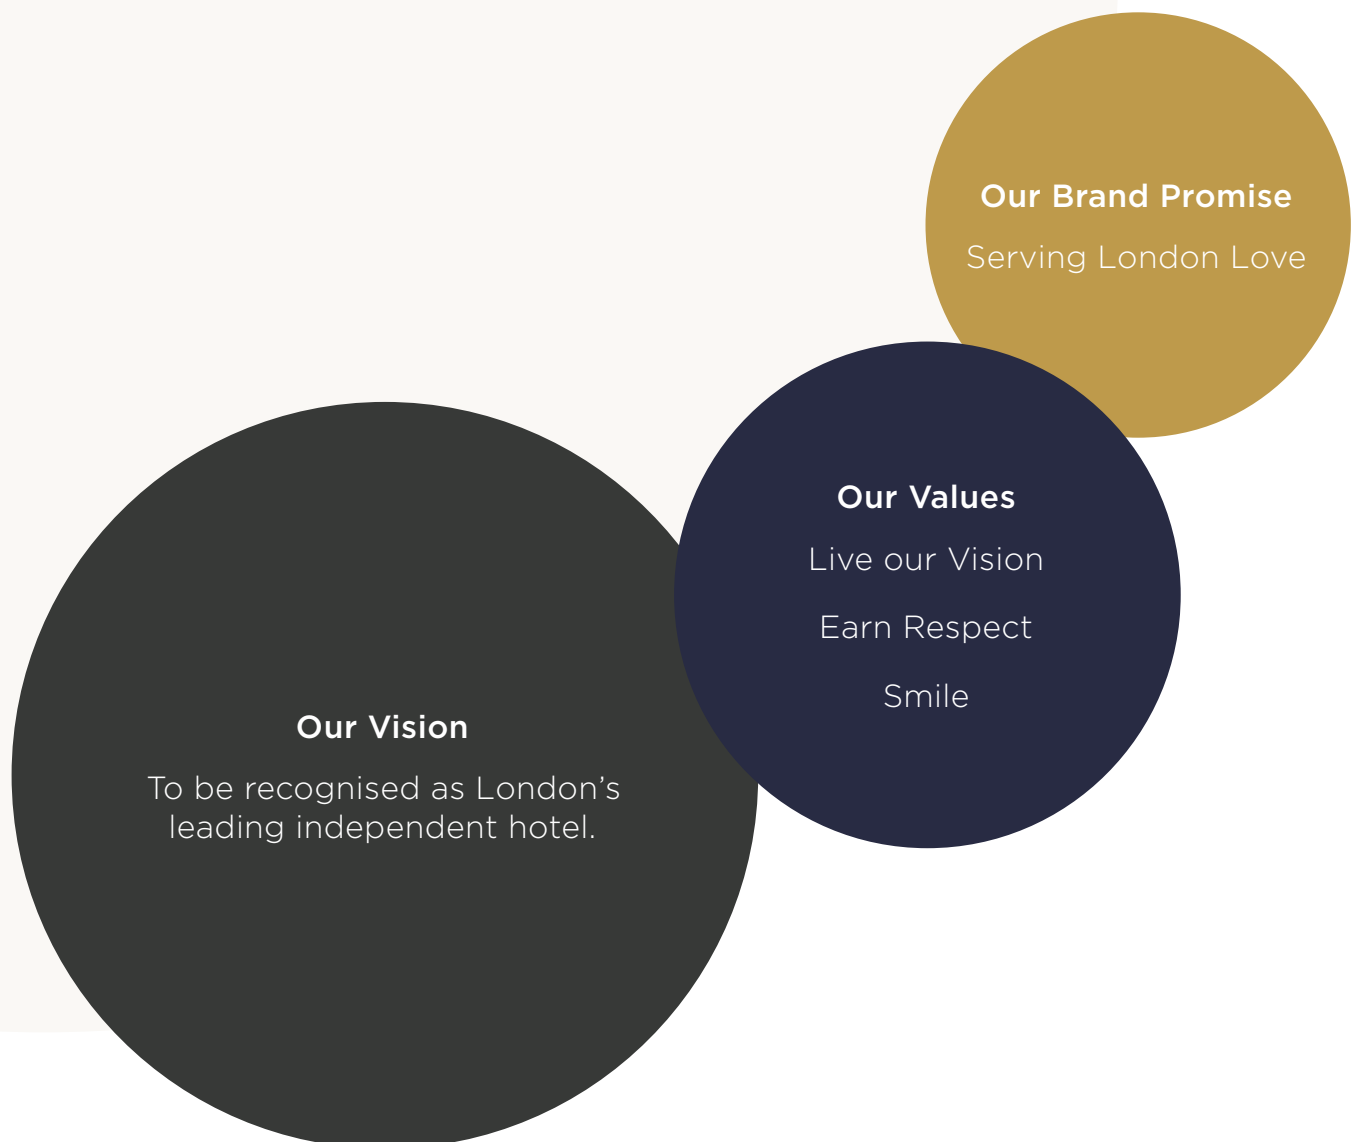 Our Brand Promise
Serving London Love
Our Values
Live our Vision
Earn Respect
Smile
Our Vision
To be recognised as London’s
leading independent hotel.